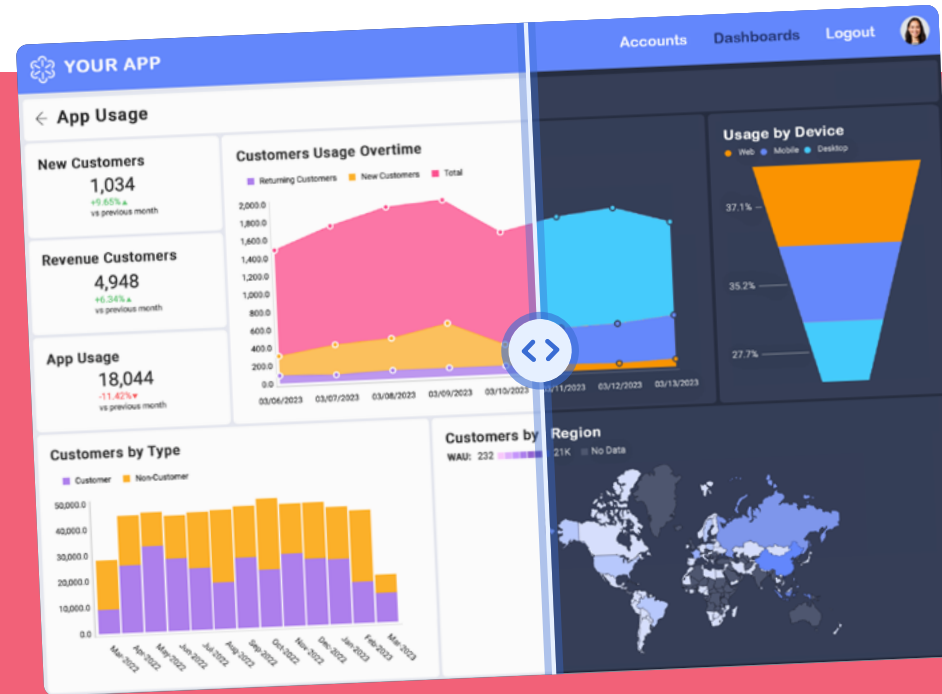 YOUR APP
Accounts
Dashboards
Logout
App Usage
New Customers
1,034
+9.65%▲
vs previous month
Revenue Customers
4,948
+6.34%▲
vs previous month
App Usage
18,044
-11.42%▼
vs previous month
Customers Usage Overtime
Returning Customers
New Customers
Total
2,000.0
1,800.0
1,600.0
1,400.0
1,200.0
1,000.0
800.0
600.0
400.0
200.0
0.0
03/06/2023
03/07/2023
03/08/2023
03/09/2023
03/10/2023
03/11/2023
03/12/2023
03/13/2023
Usage by Device
Web
Mobile
Desktop
37.1%
35.2%
27.7%
Customers by Type
Customer
Non-Customer
50,000.0
40,000.0
30,000.0
20,000.0
10,000.0
0.0
Mar-2022
Apr-2022
May-2022
Jun-2022
Jul-2022
Aug-2022
Sep-2022
Oct-2022
Nov-2022
Dec-2022
Jan-2023
Feb-2023
Mar-2023
Customers by Region
WAU: 232
21K
No Data